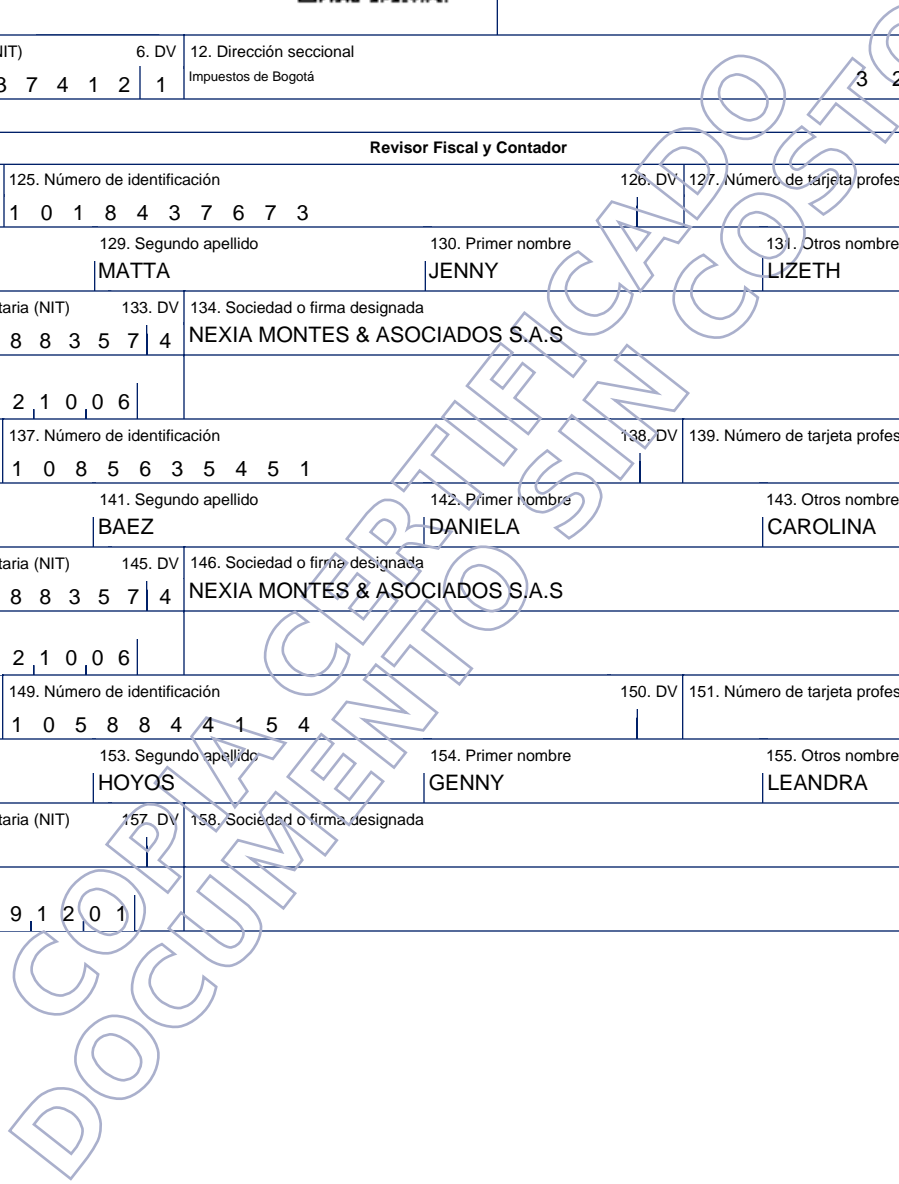 NIT) 6. DV 12. Dirección seccional
3 7 4 1 2 1 Impuestos de Bogotá 3 2
Revisor Fiscal y Contador
125. Número de identificación 126. DV 127. Número de tarjeta profes
1 0 1 8 4 3 7 6 7 3
129. Segundo apellido 130. Primer nombre 131. Otros nombre
MATTA JENNY LIZETH
taria (NIT) 133. DV 134. Sociedad o firma designada
8 8 3 5 7 4 NEXIA MONTES & ASOCIADOS S.A.S
2 1 0 0 6
137. Número de identificación 138. DV 139. Número de tarjeta profes
1 0 8 5 6 3 5 4 5 1
141. Segundo apellido 142. Primer nombre 143. Otros nombre
BAEZ DANIELA CAROLINA
taria (NIT) 145. DV 146. Sociedad o firma designada
8 8 3 5 7 4 NEXIA MONTES & ASOCIADOS S.A.S
2 1 0 0 6
149. Número de identificación 150. DV 151. Número de tarjeta profes
1 0 5 8 8 4 4 1 5 4
153. Segundo apellido 154. Primer nombre 155. Otros nombre
HOYOS GENNY LEANDRA
taria (NIT) 157. DV 158. Sociedad o firma designada
9 1 2 0 1
COPIA CERTIFICADO
DOCUMENTO SIN COSTO